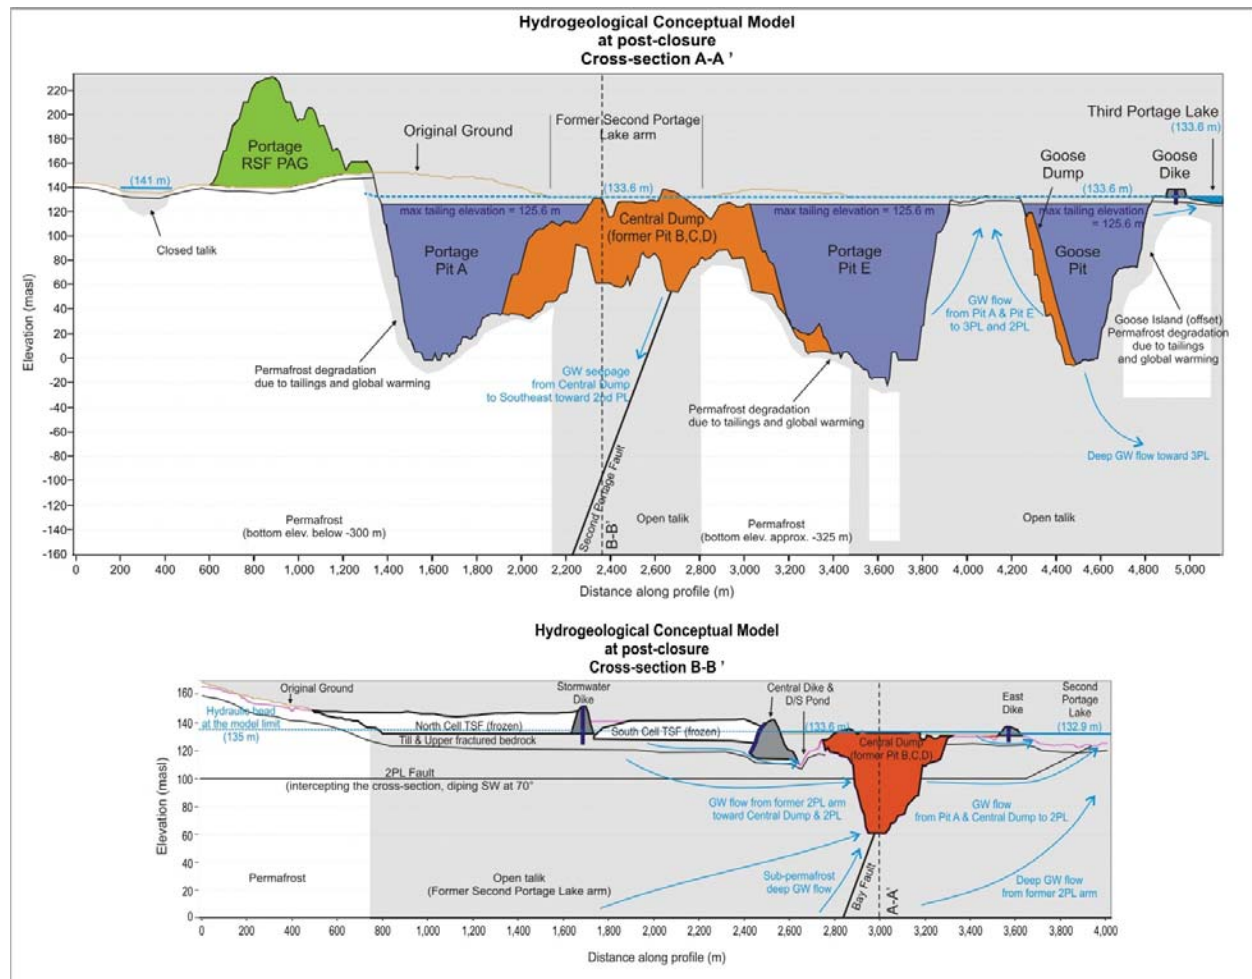 Hydrogeological Conceptual Model
at post-closure
Cross-section A-A '
Elevation (masl)
220
200
180
160
140
120
100
80
60
40
20
0
-20
-40
-60
-80
-100
-120
-140
-160
Portage
RSF PAG
Original Ground
Former Second Portage
Lake arm
Third Portage Lake
(133.6 m)
Goose
Dump
Goose
Dike
(141 m)
(133.6 m)
(133.6 m)
Closed talik
max tailing elevation = 125.6 m
Central Dump
(former Pit B,C,D)
max tailing elevation = 125.6 m
max tailing elevation
= 125.6 m
Portage
Pit A
Portage
Pit E
Goose
Pit
GW flow
from Pit A & Pit E
to 3PL and 2PL
Goose Island (offset)
Permafrost degradation
due to tailings
and global warming
Permafrost degradation
due to tailings and global warming
GW seepage
from Central Dump
to Southeast toward 2nd PL
Permafrost degradation
due to tailings and global warming
Deep GW flow toward 3PL
Second Portage Fault
B-B'
Permafrost
(bottom elev. below -300 m)
Open talik
Permafrost
(bottom elev. approx. -325 m)
Open talik
0
200
400
600
800
1,000
1,200
1,400
1,600
1,800
2,000
2,200
2,400
2,600
2,800
3,000
3,200
3,400
3,600
3,800
4,000
4,200
4,400
4,600
4,800
5,000
Distance along profile (m)
Hydrogeological Conceptual Model
at post-closure
Cross-section B-B '
Elevation (masl)
160
140
120
100
80
60
40
20
0
Original Ground
Stormwater
Dike
Central Dike &
D/S Pond
East
Dike
Second
Portage
Lake
(132.9 m)
Hydraulic head
at the model limit
(135 m)
North Cell TSF (frozen)
South Cell TSF (frozen)
(133.6 m)
Till & Upper fractured bedrock
Central Dump
(former Pit B,C,D)
2PL Fault
(intercepting the cross-section, diping SW at 70°
GW flow from former 2PL arm
toward Central Dump & 2PL
GW flow
from Pit A & Central Dump to 2PL
Permafrost
Open talik
(Former Second Portage Lake arm)
Sub-permafrost
deep GW flow
Bay Fault
A-A'
Deep GW flow
from former 2PL arm
0
200
400
600
800
1,000
1,200
1,400
1,600
1,800
2,000
2,200
2,400
2,600
2,800
3,000
3,200
3,400
3,600
3,800
4,000
Distance along profile (m)